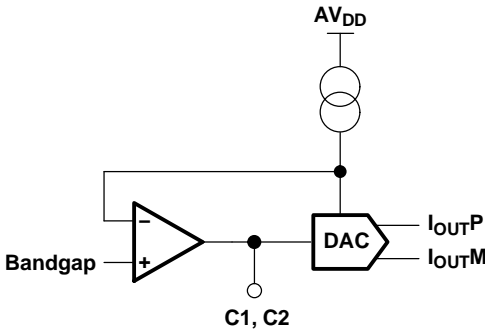 AVDD
−
DAC
IOUTP
Bandgap
+
IOUTM
C1, C2